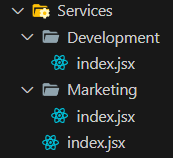 Services
Development
index.jsx
Marketing
index.jsx
index.jsx